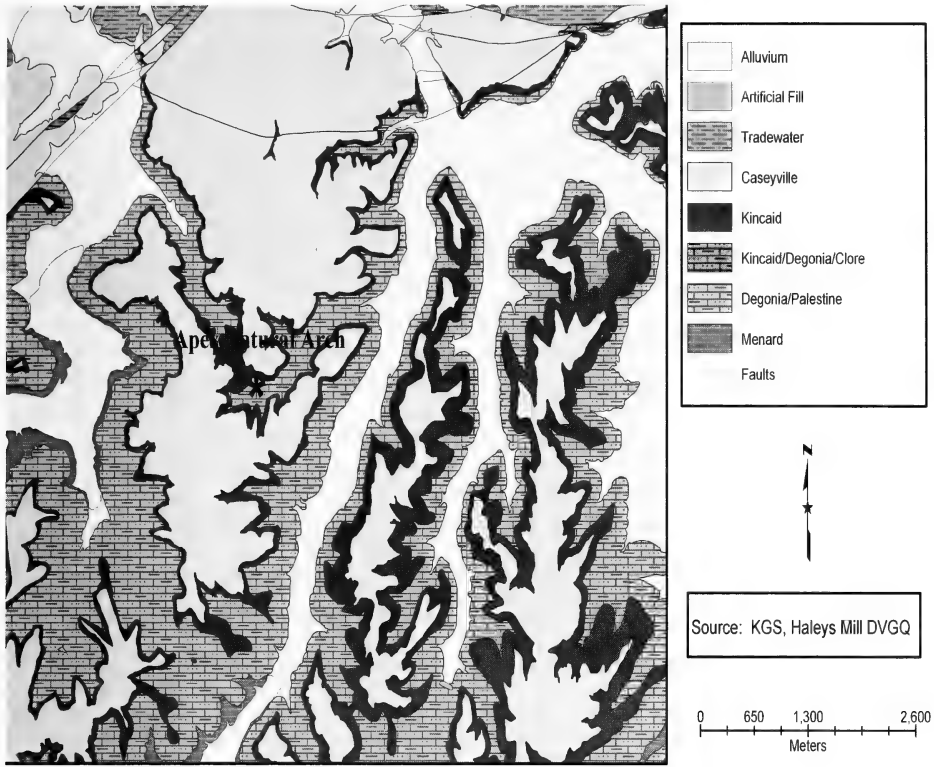 Alluvium
Artificial Fill
Tradewater
Caseyville
Kincaid
Kincaid/Degonia/Clore
Degonia/Palestine
Menard
Faults
Natural Arch
N
Source: KGS, Haleys Mill DVGQ
0 650 1,300 2,600
Meters